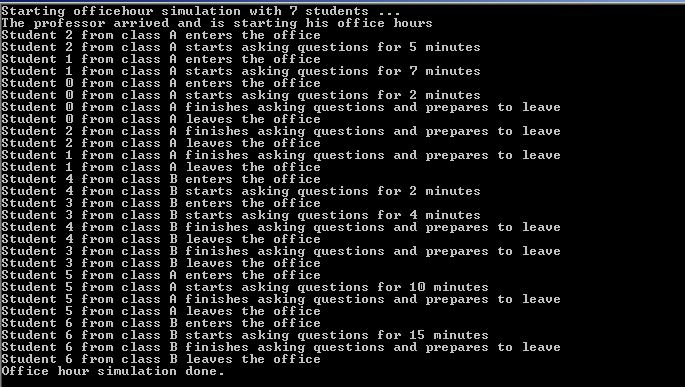 Starting officehour simulation with 7 students ...
The professor arrived and is starting his office hours
Student 2 from class A enters the office
Student 2 from class A starts asking questions for 5 minutes
Student 1 from class A enters the office
Student 1 from class A starts asking questions for 7 minutes
Student 0 from class A enters the office
Student 0 from class A starts asking questions for 2 minutes
Student 0 from class A finishes asking questions and prepares to leave
Student 0 from class A leaves the office
Student 2 from class A finishes asking questions and prepares to leave
Student 2 from class A leaves the office
Student 1 from class A finishes asking questions and prepares to leave
Student 1 from class A leaves the office
Student 4 from class B enters the office
Student 4 from class B starts asking questions for 2 minutes
Student 3 from class B enters the office
Student 3 from class B starts asking questions for 4 minutes
Student 4 from class B finishes asking questions and prepares to leave
Student 4 from class B leaves the office
Student 3 from class B finishes asking questions and prepares to leave
Student 3 from class B leaves the office
Student 5 from class A enters the office
Student 5 from class A starts asking questions for 10 minutes
Student 5 from class A finishes asking questions and prepares to leave
Student 5 from class A leaves the office
Student 6 from class B enters the office
Student 6 from class B starts asking questions for 15 minutes
Student 6 from class B finishes asking questions and prepares to leave
Student 6 from class B leaves the office
Office hour simulation done.